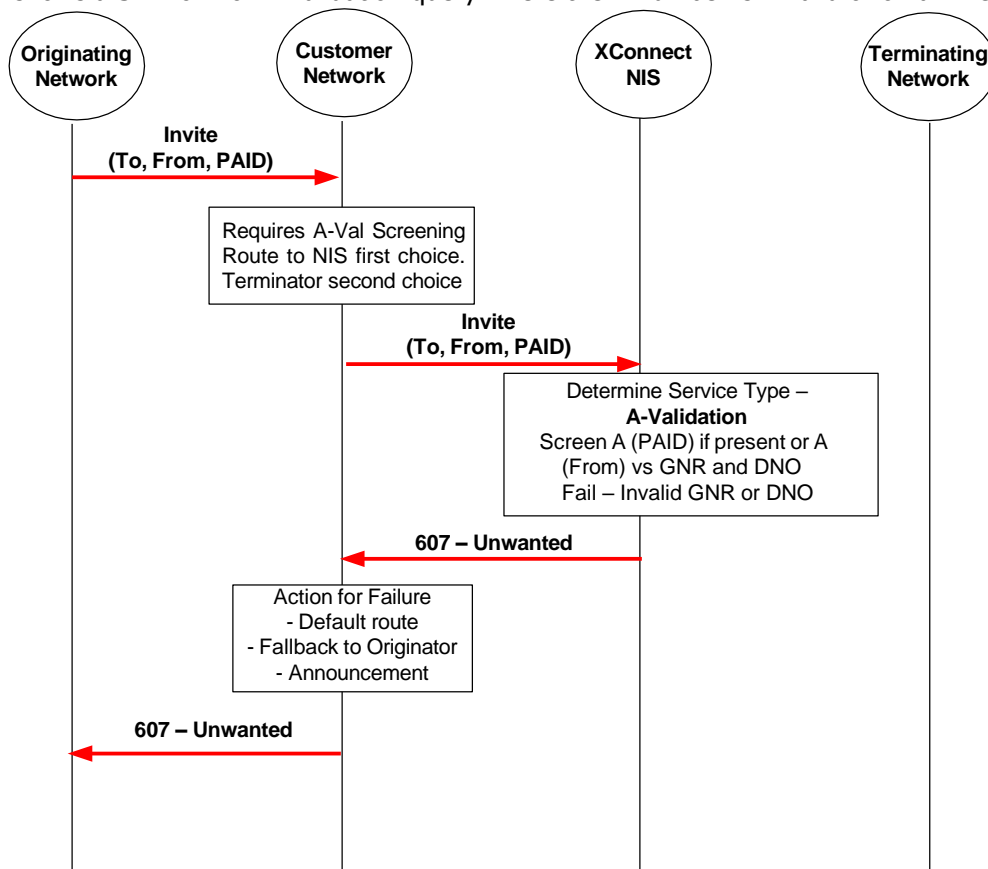 Originating
Network
Customer
Network
XConnect
NIS
Terminating
Network
Invite
(To, From, PAID)
Requires A-Val Screening
Route to NIS first choice.
Terminator second choice
Invite
(To, From, PAID)
Determine Service Type –
A-Validation
Screen A (PAID) if present or A
(From) vs GNR and DNO
Fail – Invalid GNR or DNO
607 – Unwanted
Action for Failure
- Default route
- Fallback to Originator
- Announcement
607 – Unwanted